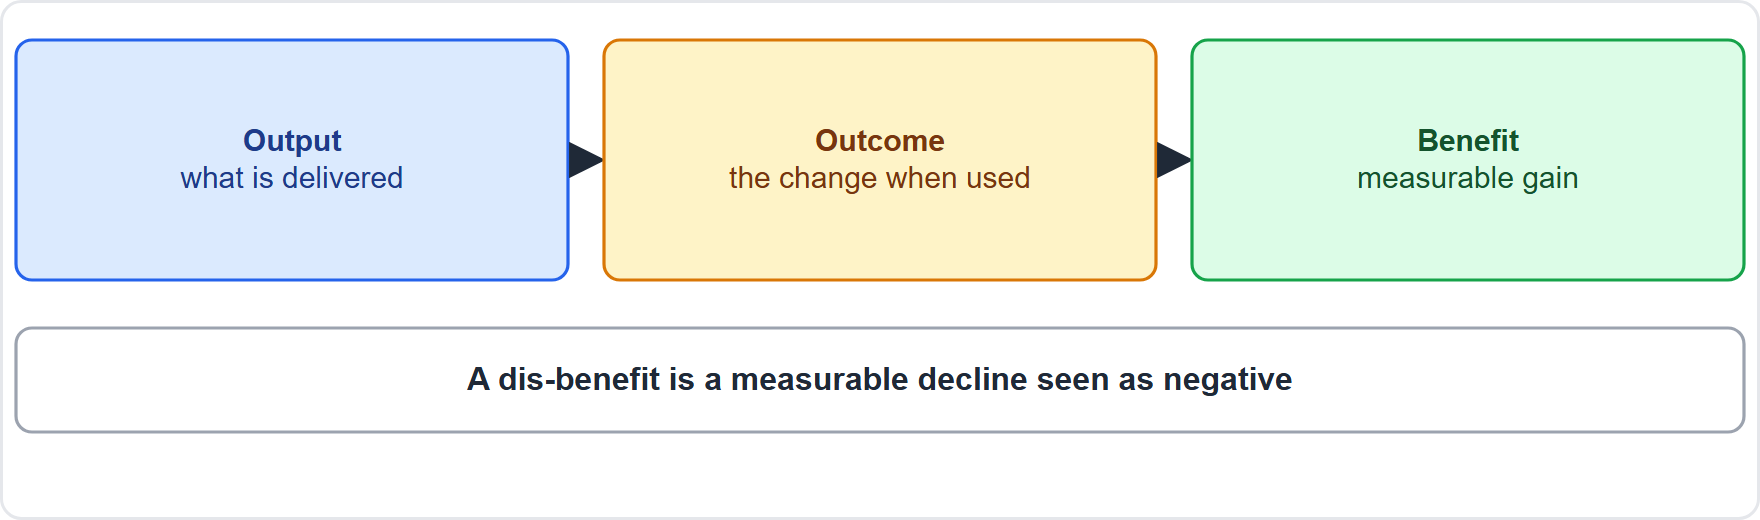 Output
what is delivered
Outcome
the change when used
Benefit
measurable gain
A dis-benefit is a measurable decline seen as negative